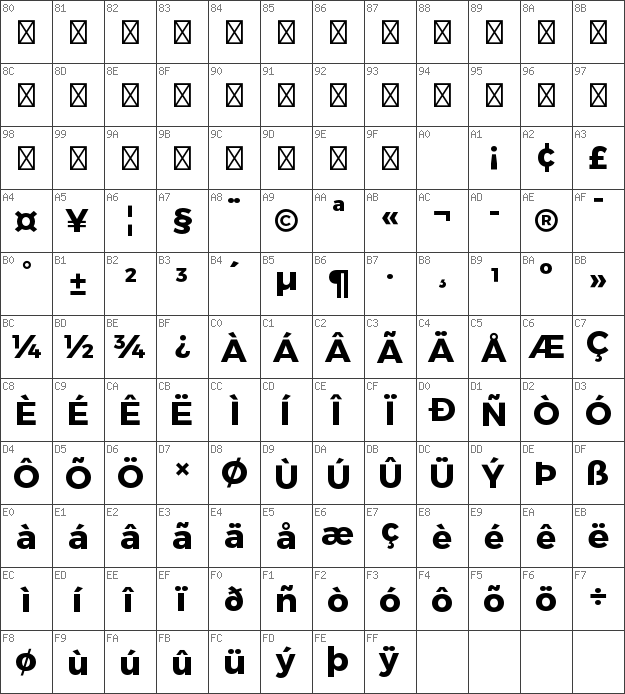 80 81 82 83 84 85 86 87 88 89 8A 8B
8C 8D 8E 8F 90 91 92 93 94 95 96 97
98 99 9A 9B 9C 9D 9E 9F A0 A1 A2 A3
¡ ¢ £
A4 A5 A6 A7 A8 A9 AA AB AC AD AE AF
¤ ¥ ¦ § ¨ © ª « ¬ - ® ¯
B0 B1 B2 B3 B4 B5 B6 B7 B8 B9 BA BB
° ± ² ³ ´ µ ¶ · ¸ ¹ º »
BC BD BE BF C0 C1 C2 C3 C4 C5 C6 C7
¼ ½ ¾ ¿ À Á Â Ã Ä Å Æ Ç
C8 C9 CA CB CC CD CE CF D0 D1 D2 D3
È É Ê Ë Ì Í Î Ï Ð Ñ Ò Ó
D4 D5 D6 D7 D8 D9 DA DB DC DD DE DF
Ô Õ Ö × Ø Ù Ú Û Ü Ý Þ ß
E0 E1 E2 E3 E4 E5 E6 E7 E8 E9 EA EB
à á â ã ä å æ ç è é ê ë
EC ED EE EF F0 F1 F2 F3 F4 F5 F6 F7
ì í î ï ð ñ ò ó ô õ ö ÷
F8 F9 FA FB FC FD FE FF
ø ù ú û ü ý þ ÿ